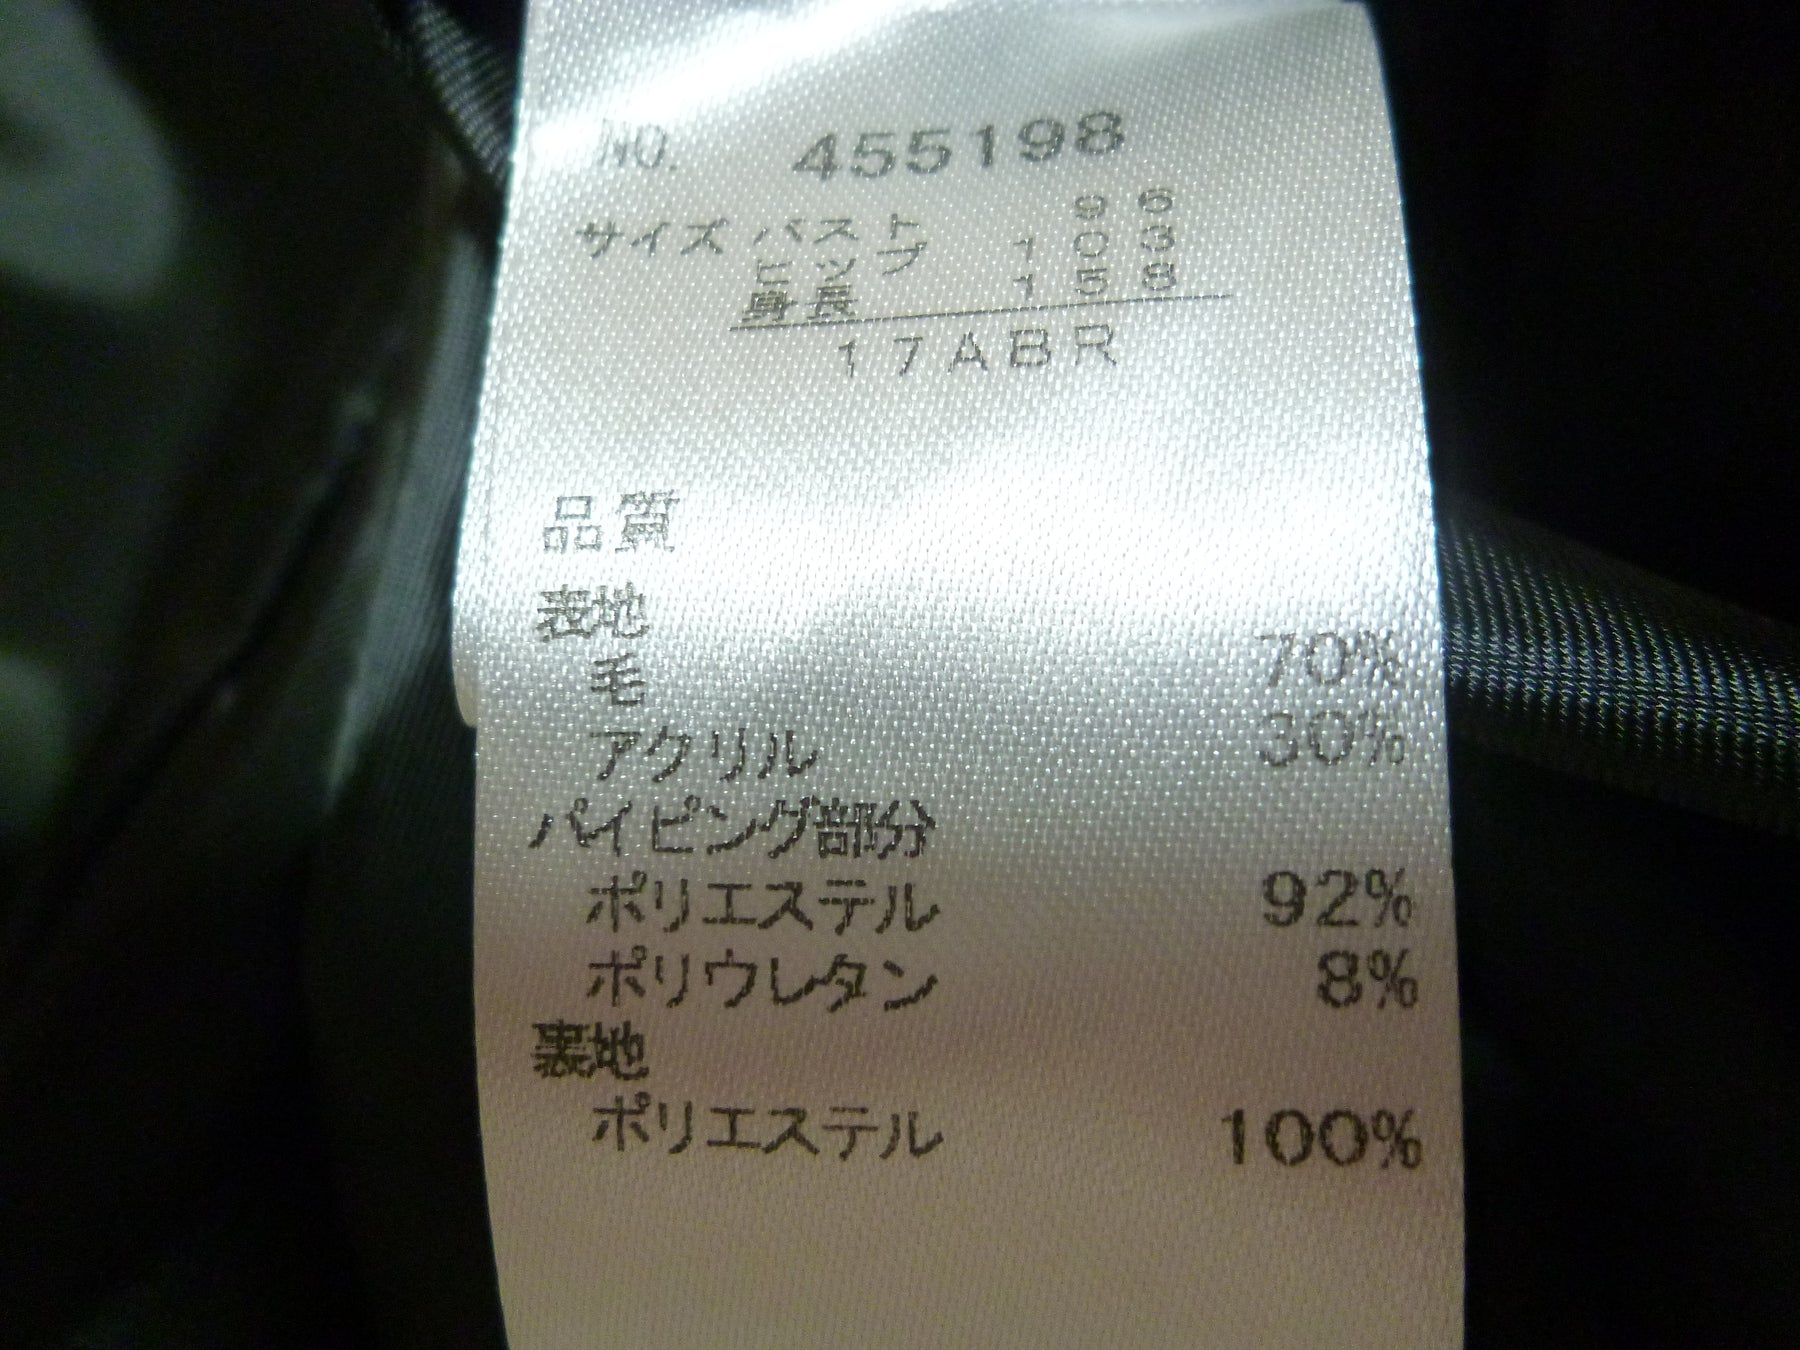 NO. 455198
サイズ バスト 96
ヒップ 103
身長 158
17ABR
品質
表地
毛 70%
アクリル 30%
パイピング部分
ポリエステル 92%
ポリウレタン 8%
裏地
ポリエステル 100%